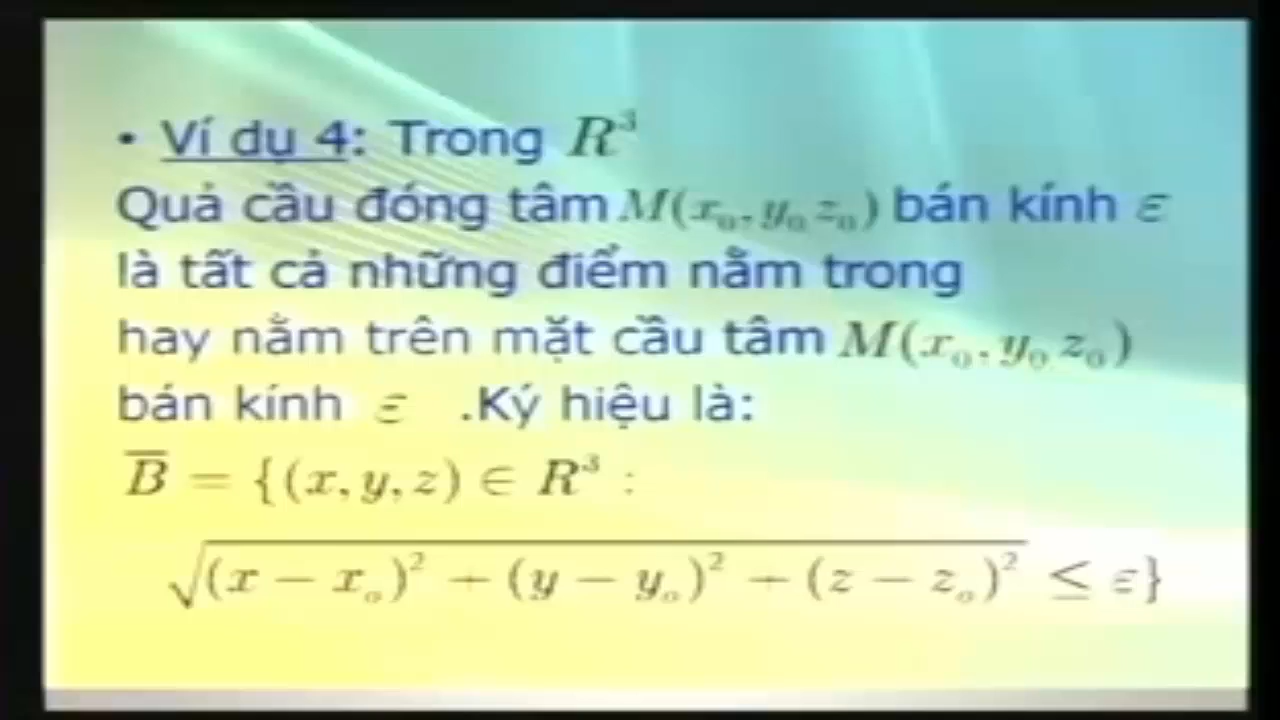 • Ví dụ 4: Trong R³
Quả cầu đóng tâm M(x₀, y₀ z₀) bán kính ε
là tất cả những điểm nằm trong
hay nằm trên mặt cầu tâm M(x₀, y₀ z₀)
bán kính ε .Ký hiệu là:
B̅ = {(x, y, z) ∈ R³ :
√(x − x₀)² + (y − y₀)² + (z − z₀)² ≤ ε}